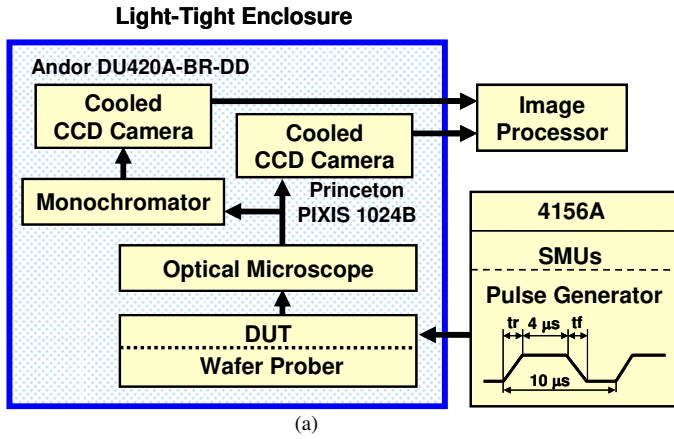 Light-Tight Enclosure
Andor DU420A-BR-DD
Cooled
CCD Camera
Cooled
CCD Camera
Image
Processor
Princeton
PIXIS 1024B
Monochromator
Optical Microscope
DUT
Wafer Prober
4156A
SMUs
Pulse Generator
tr 4 µs tf
10 µs
(a)